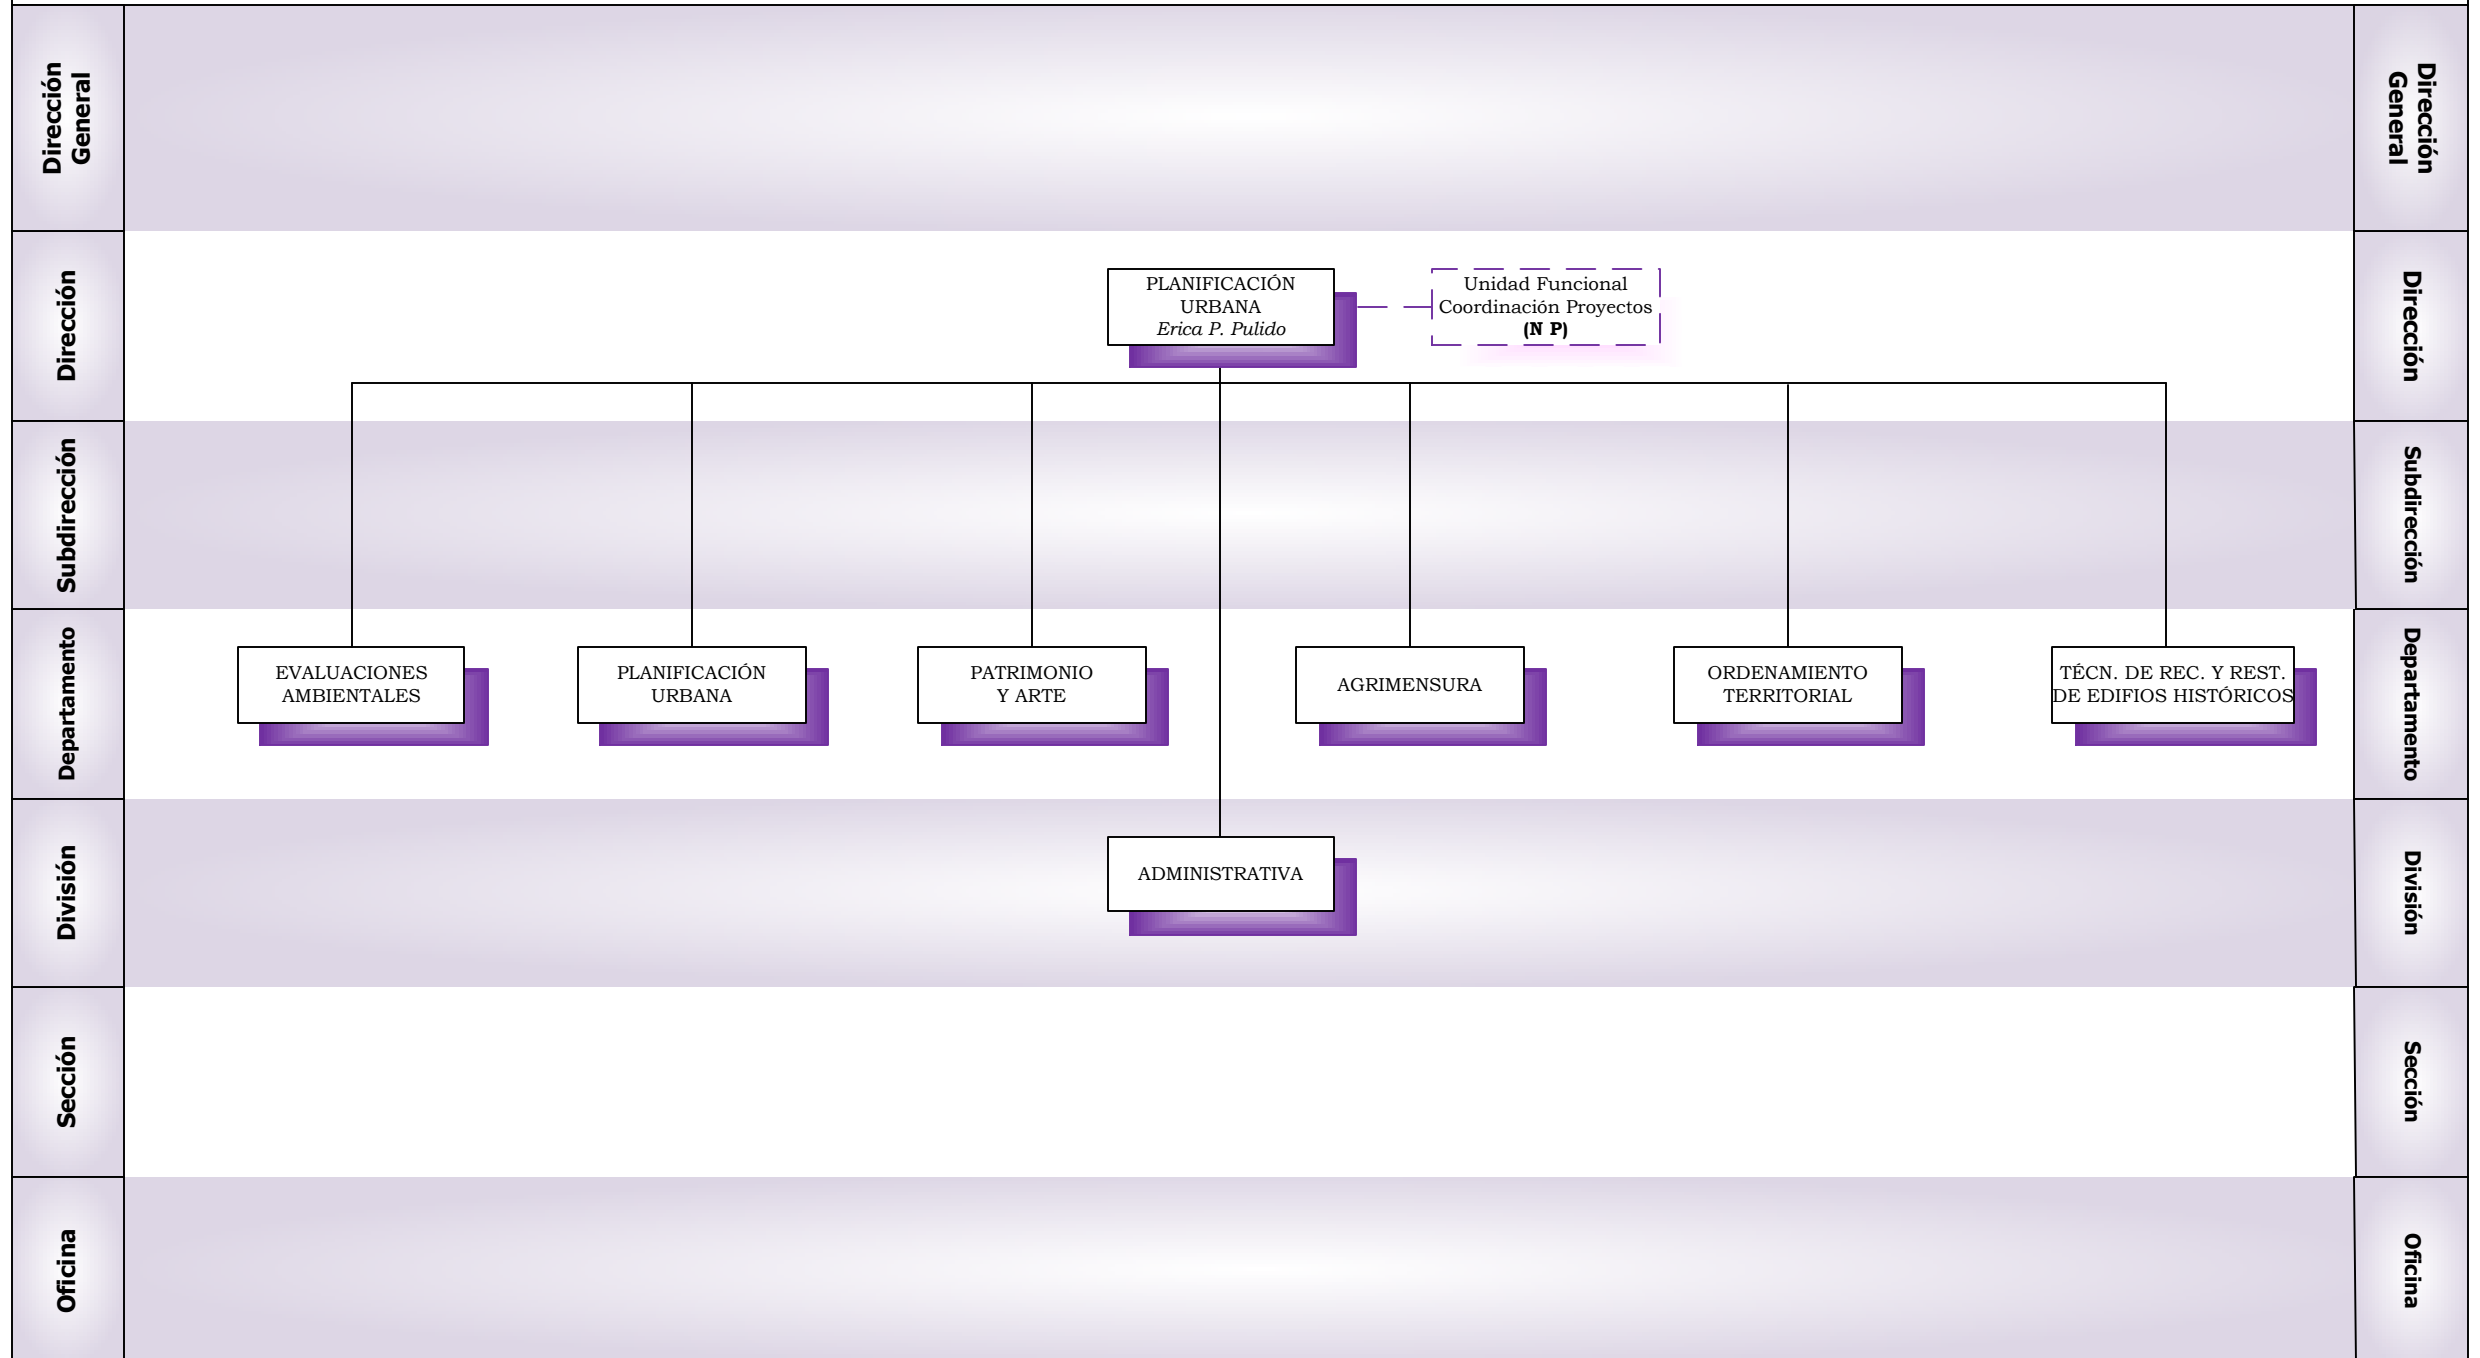 Dirección
General
Dirección
General
Dirección
PLANIFICACIÓN
URBANA
Erica P. Pulido
Unidad Funcional
Coordinación Proyectos
(N P)
Dirección
Subdirección
Subdirección
Departamento
EVALUACIONES
AMBIENTALES
PLANIFICACIÓN
URBANA
PATRIMONIO
Y ARTE
AGRIMENSURA
ORDENAMIENTO
TERRITORIAL
TÉCN. DE REC. Y REST.
DE EDIFIOS HISTÓRICOS
Departamento
División
ADMINISTRATIVA
División
Sección
Sección
Oficina
Oficina